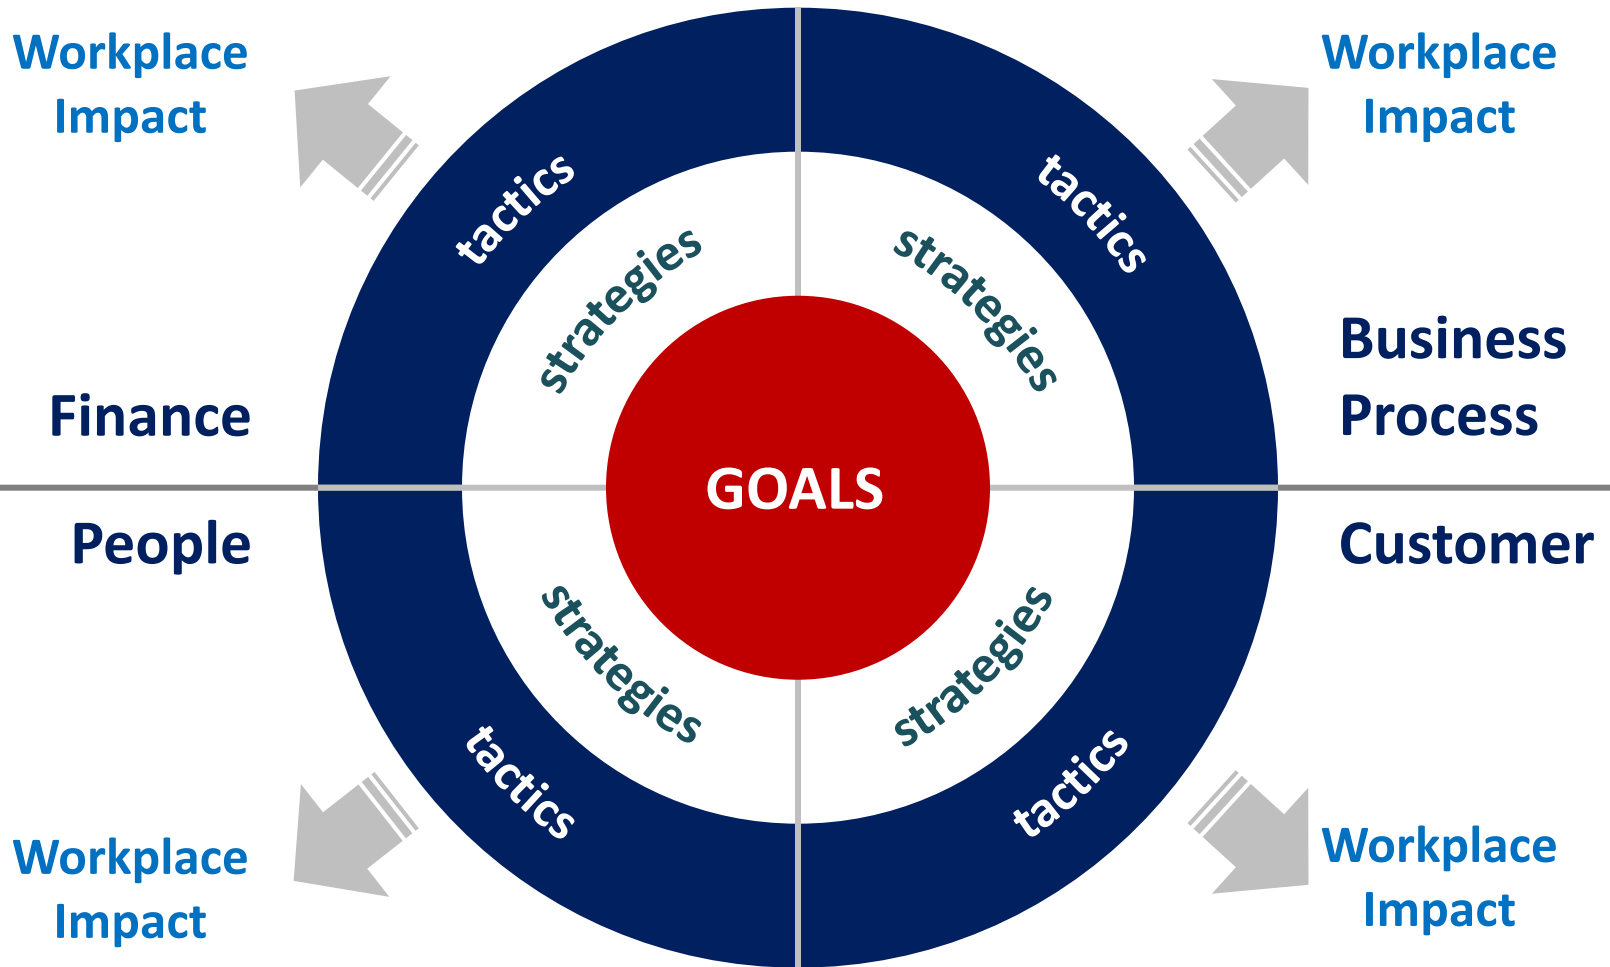 Workplace
Impact
Workplace
Impact
tactics
tactics
strategies
strategies
Finance
Business
Process
GOALS
People
Customer
strategies
strategies
tactics
tactics
Workplace
Impact
Workplace
Impact